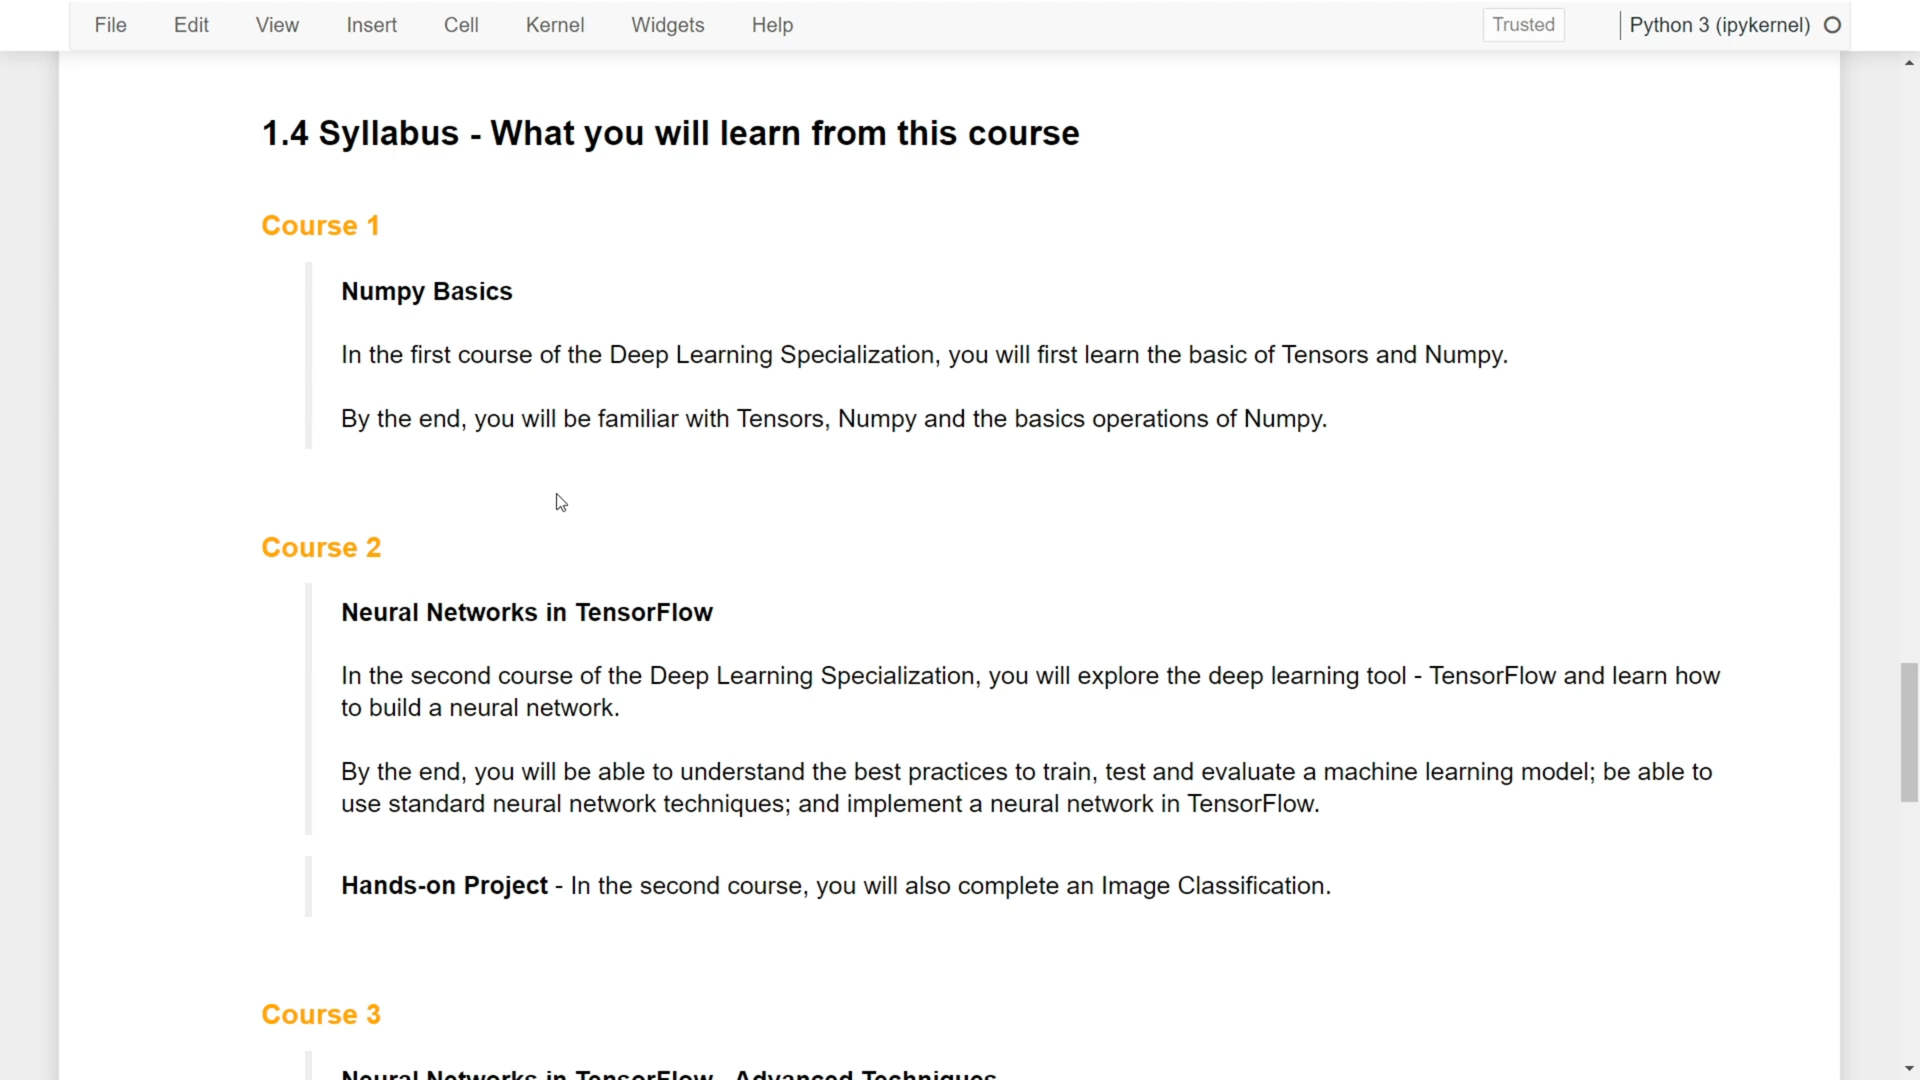 File Edit View Insert Cell Kernel Widgets Help Trusted Python 3 (ipykernel)
1.4 Syllabus - What you will learn from this course
Course 1
Numpy Basics
In the first course of the Deep Learning Specialization, you will first learn the basic of Tensors and Numpy.
By the end, you will be familiar with Tensors, Numpy and the basics operations of Numpy.
Course 2
Neural Networks in TensorFlow
In the second course of the Deep Learning Specialization, you will explore the deep learning tool - TensorFlow and learn how
to build a neural network.
By the end, you will be able to understand the best practices to train, test and evaluate a machine learning model; be able to
use standard neural network techniques; and implement a neural network in TensorFlow.
Hands-on Project - In the second course, you will also complete an Image Classification.
Course 3
Neural Networks in TensorFlow - Advanced Techniques